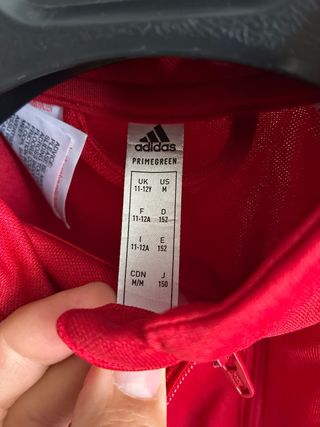 adidas
PRIMEGREEN
UK US
11-12Y M
F D
11-12A 152
I E
11-12A 152
CDN J
M/M 150